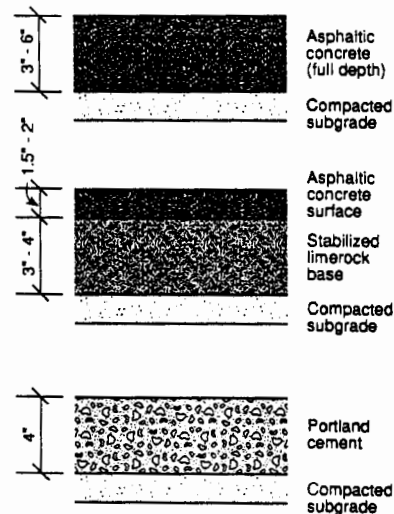 3" - 6"
Asphaltic
concrete
(full depth)
Compacted
subgrade
1.5" - 2"
Asphaltic
concrete
surface
3" - 4"
Stabilized
limerock
base
Compacted
subgrade
4"
Portland
cement
Compacted
subgrade